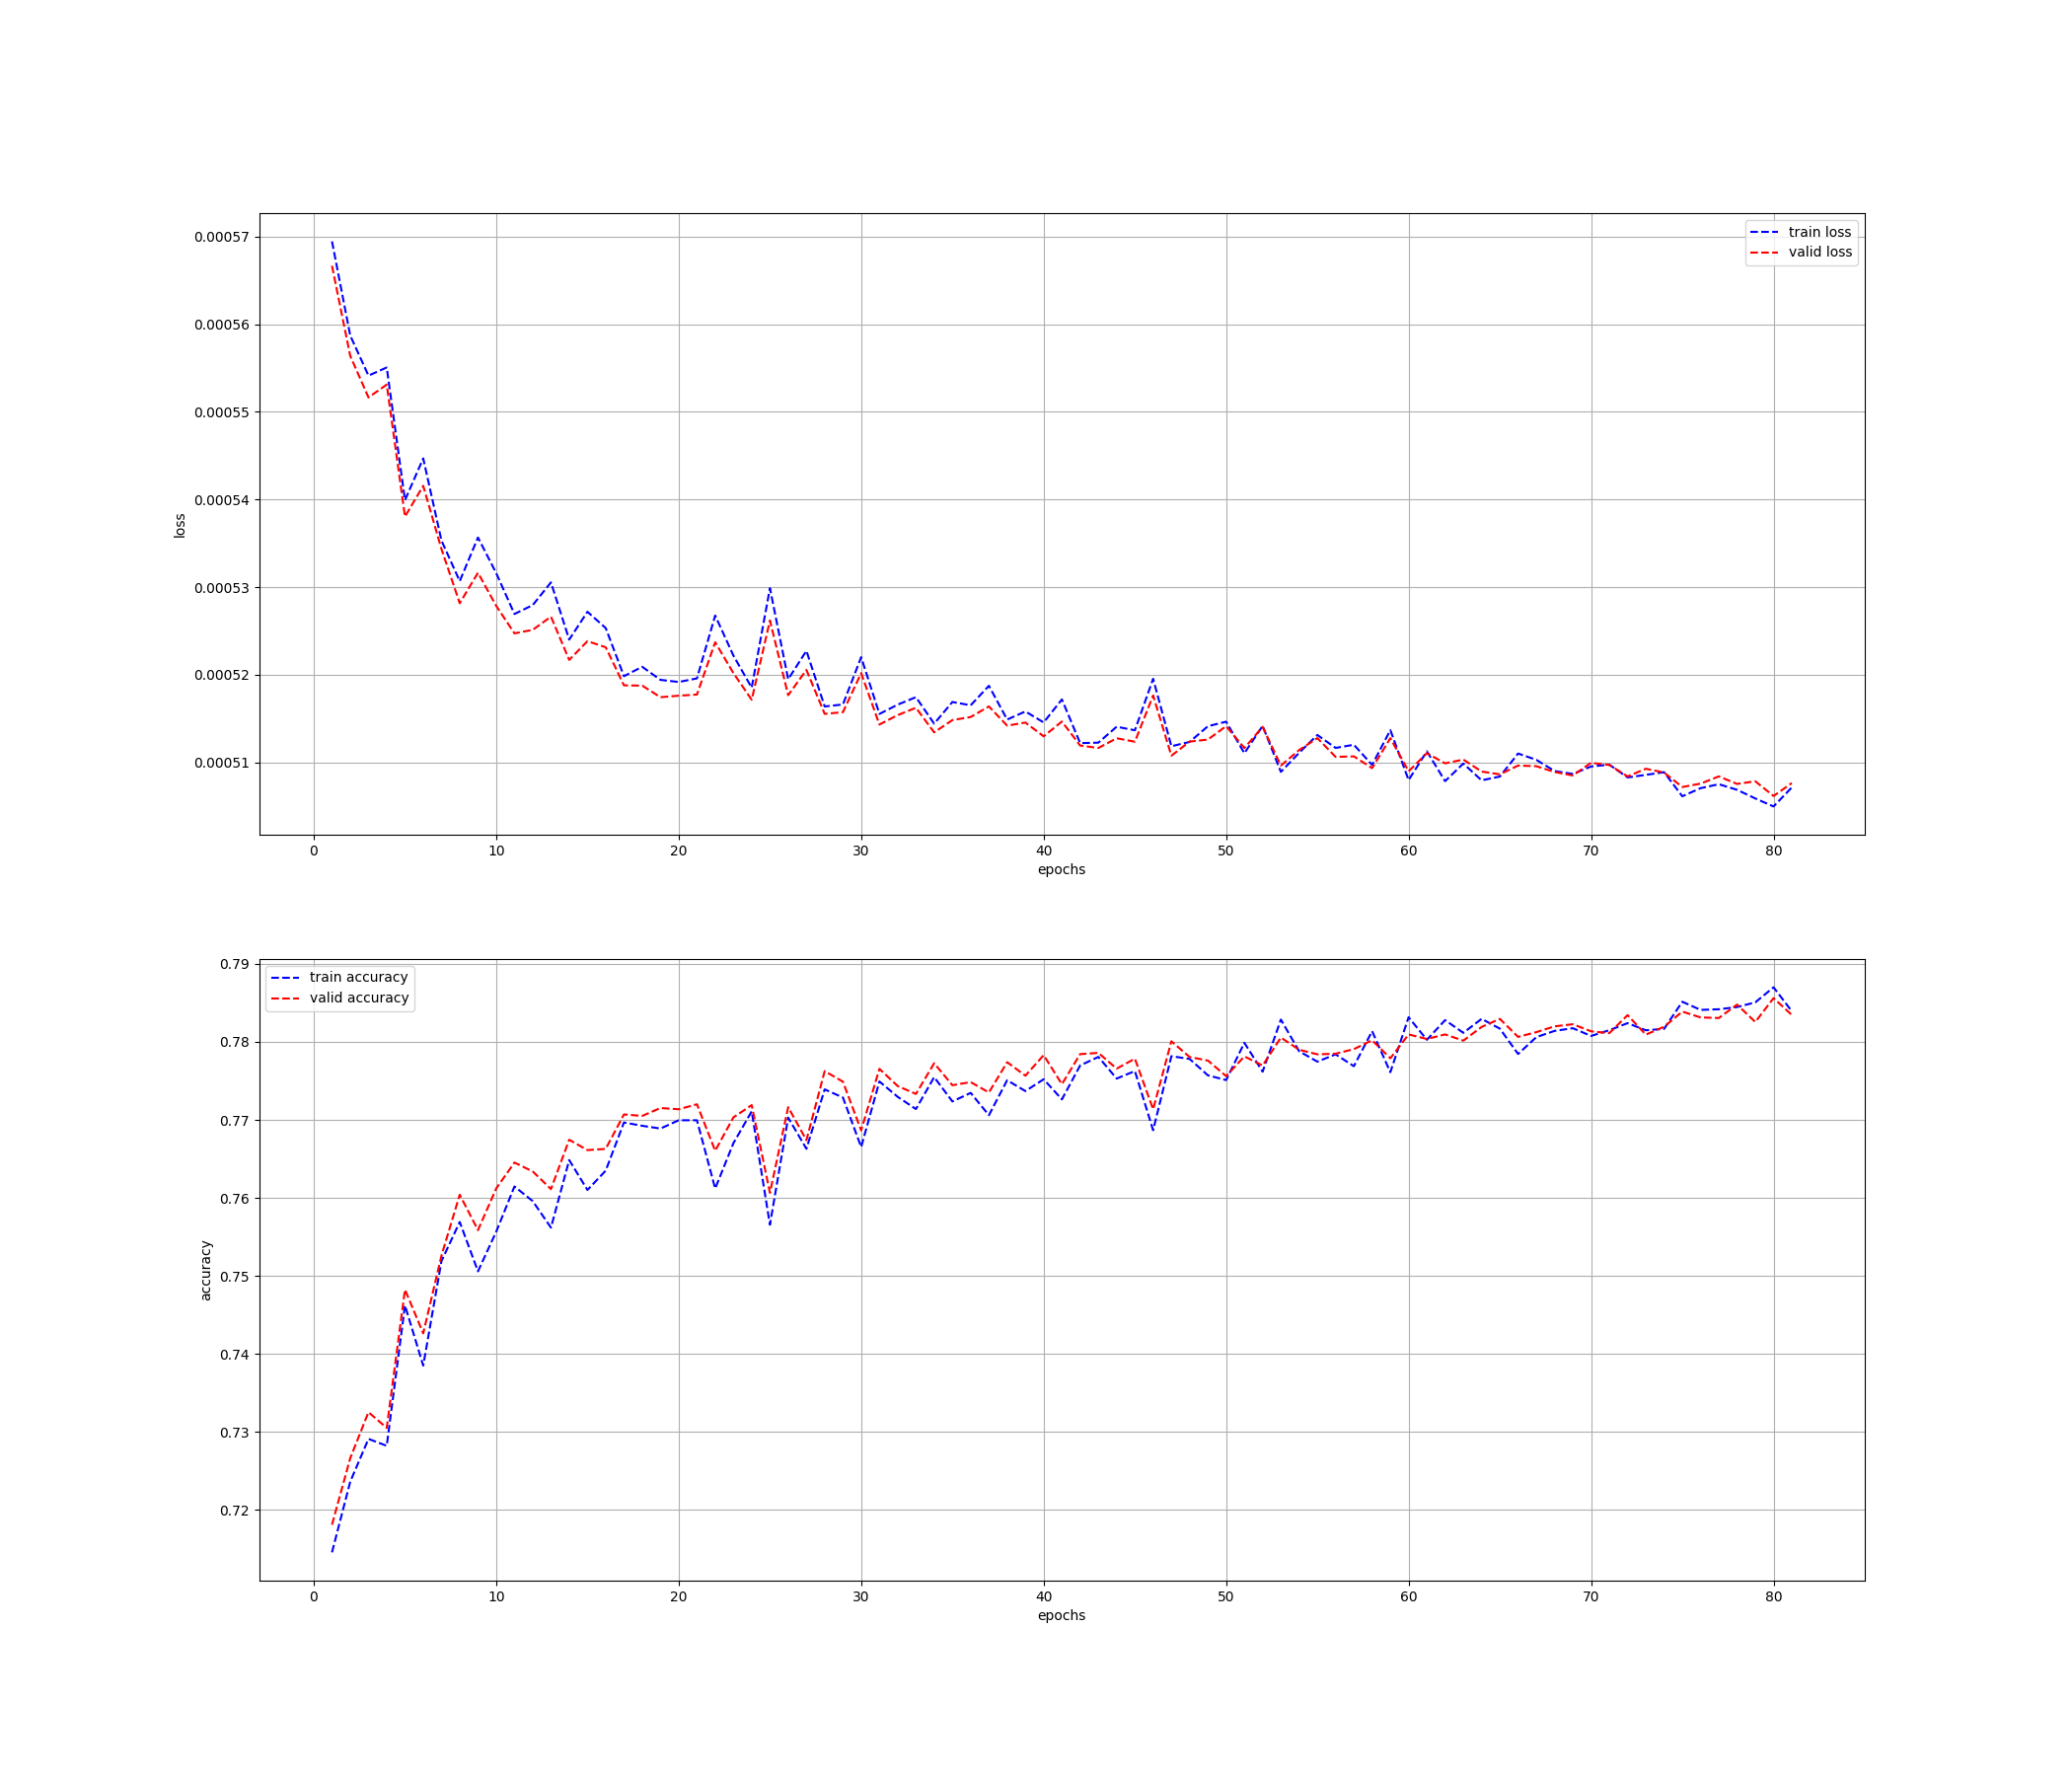 train loss
valid loss
0.00057
0.00056
0.00055
0.00054
0.00053
0.00052
0.00051
loss
0 10 20 30 40 50 60 70 80
epochs
train accuracy
valid accuracy
0.79
0.78
0.77
0.76
0.75
0.74
0.73
0.72
accuracy
0 10 20 30 40 50 60 70 80
epochs